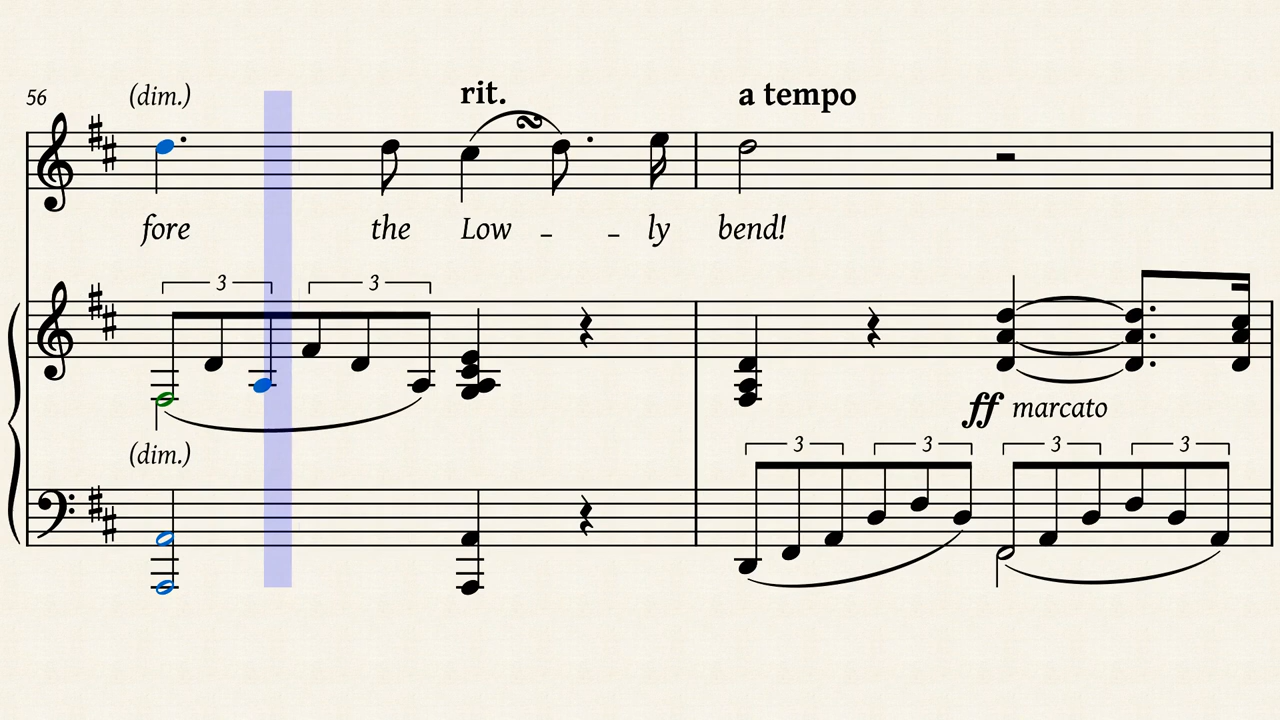 56 (dim.) rit. a tempo
fore the Low - - ly bend!
3 3
ff marcato
(dim.)
3 3 3 3